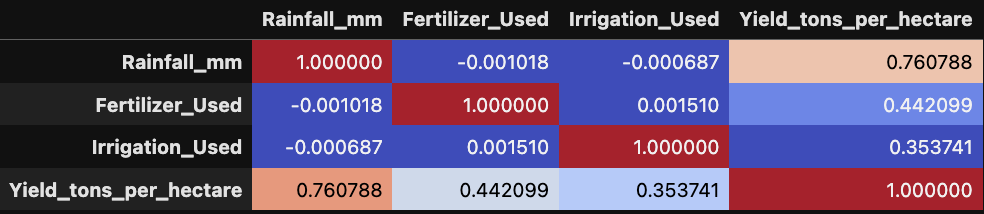 Rainfall_mm Fertilizer_Used Irrigation_Used Yield_tons_per_hectare
Rainfall_mm 1.000000 -0.001018 -0.000687 0.760788
Fertilizer_Used -0.001018 1.000000 0.001510 0.442099
Irrigation_Used -0.000687 0.001510 1.000000 0.353741
Yield_tons_per_hectare 0.760788 0.442099 0.353741 1.000000